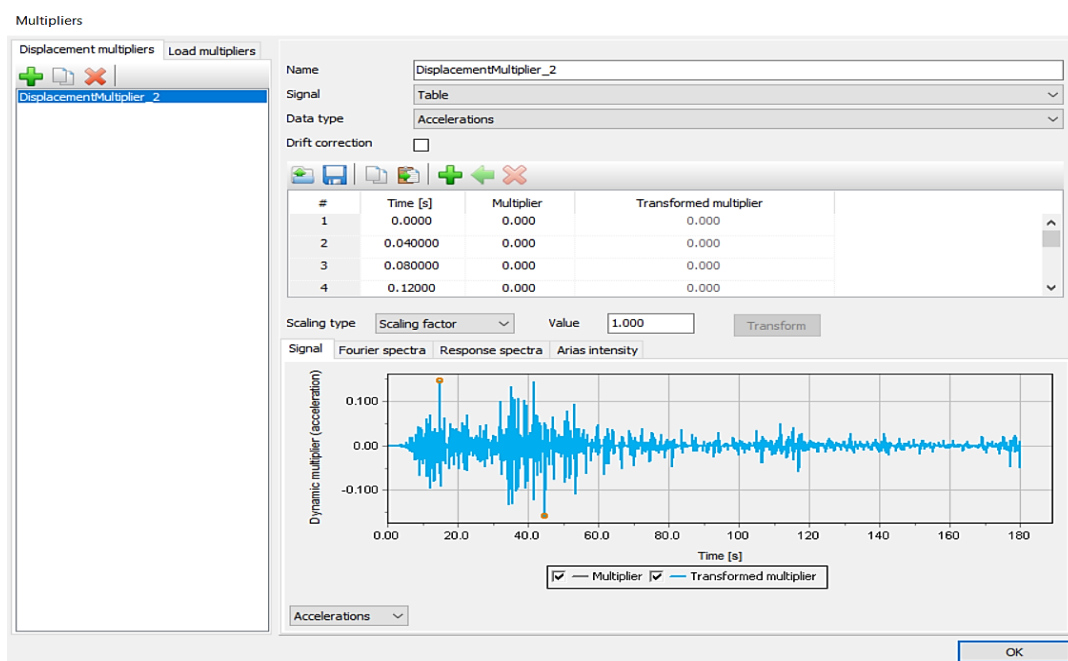 Multipliers
Displacement multipliers Load multipliers
DisplacementMultiplier_2
Name DisplacementMultiplier_2
Signal Table
Data type Accelerations
Drift correction
# Time [s] Multiplier Transformed multiplier
1 0.0000 0.000 0.000
2 0.040000 0.000 0.000
3 0.080000 0.000 0.000
4 0.12000 0.000 0.000
Scaling type Scaling factor Value 1.000 Transform
Signal Fourier spectra Response spectra Arias intensity
Dynamic multiplier (acceleration)
0.100
0.00
-0.100
0.00 20.0 40.0 60.0 80.0 100 120 140 160 180
Time [s]
Multiplier Transformed multiplier
Accelerations
OK